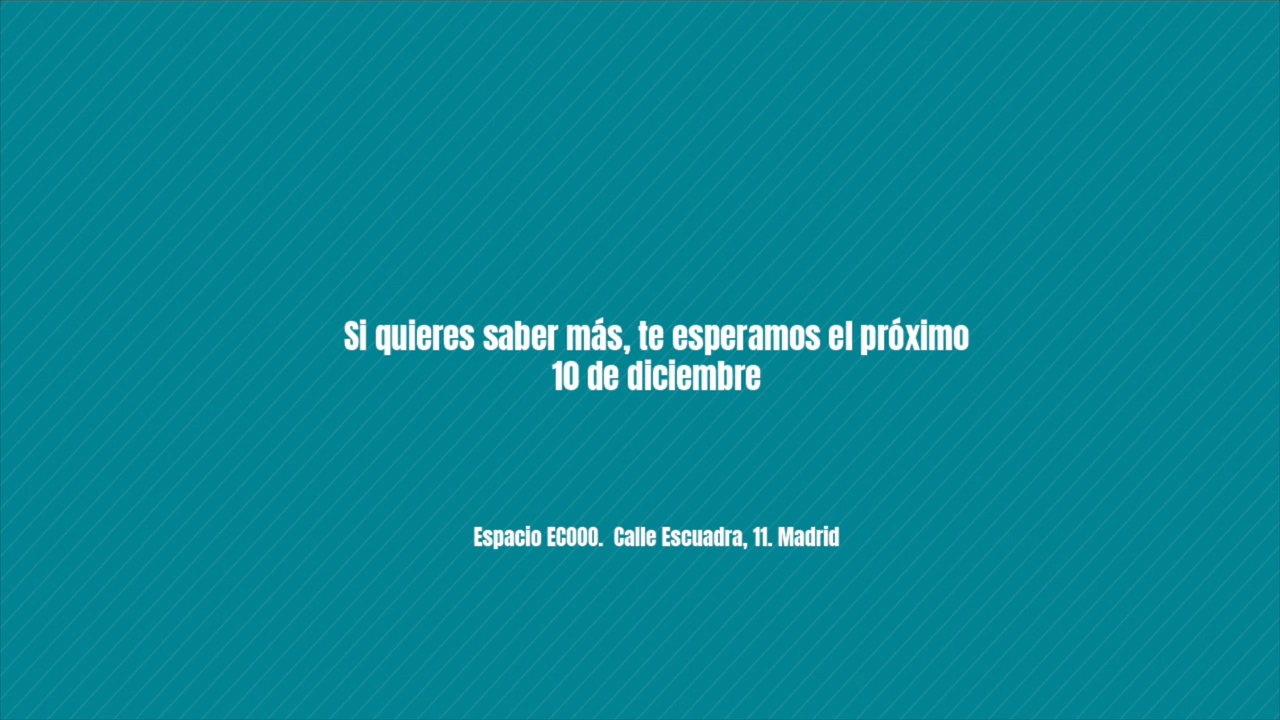 Si quieres saber más, te esperamos el próximo
10 de diciembre
Espacio ECOOO. Calle Escuadra, 11. Madrid